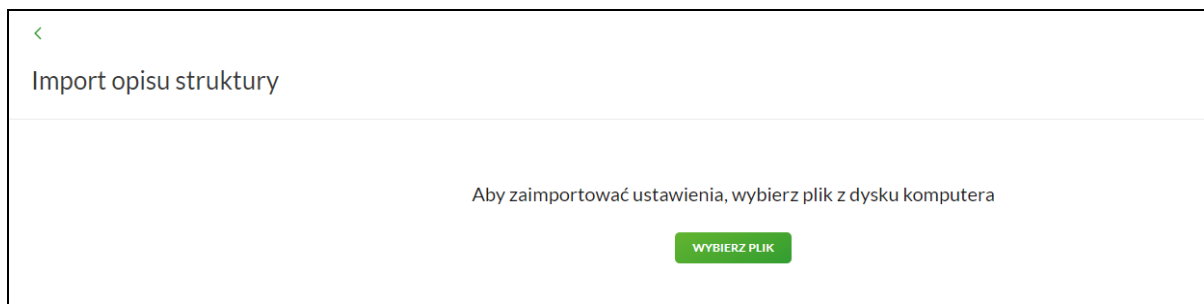 Import opisu struktury
Aby zaimportować ustawienia, wybierz plik z dysku komputera
WYBIERZ PLIK